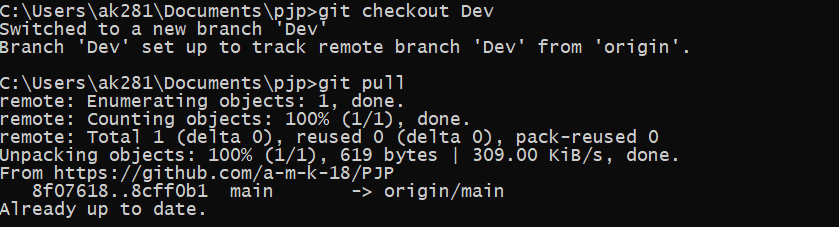 C:\Users\ak281\Documents\pjp>git checkout Dev
Switched to a new branch 'Dev'
Branch 'Dev' set up to track remote branch 'Dev' from 'origin'.
C:\Users\ak281\Documents\pjp>git pull
remote: Enumerating objects: 1, done.
remote: Counting objects: 100% (1/1), done.
remote: Total 1 (delta 0), reused 0 (delta 0), pack-reused 0
Unpacking objects: 100% (1/1), 619 bytes | 309.00 KiB/s, done.
From https://github.com/a-m-k-18/PJP
   8f07618..8cff0b1  main       -> origin/main
Already up to date.